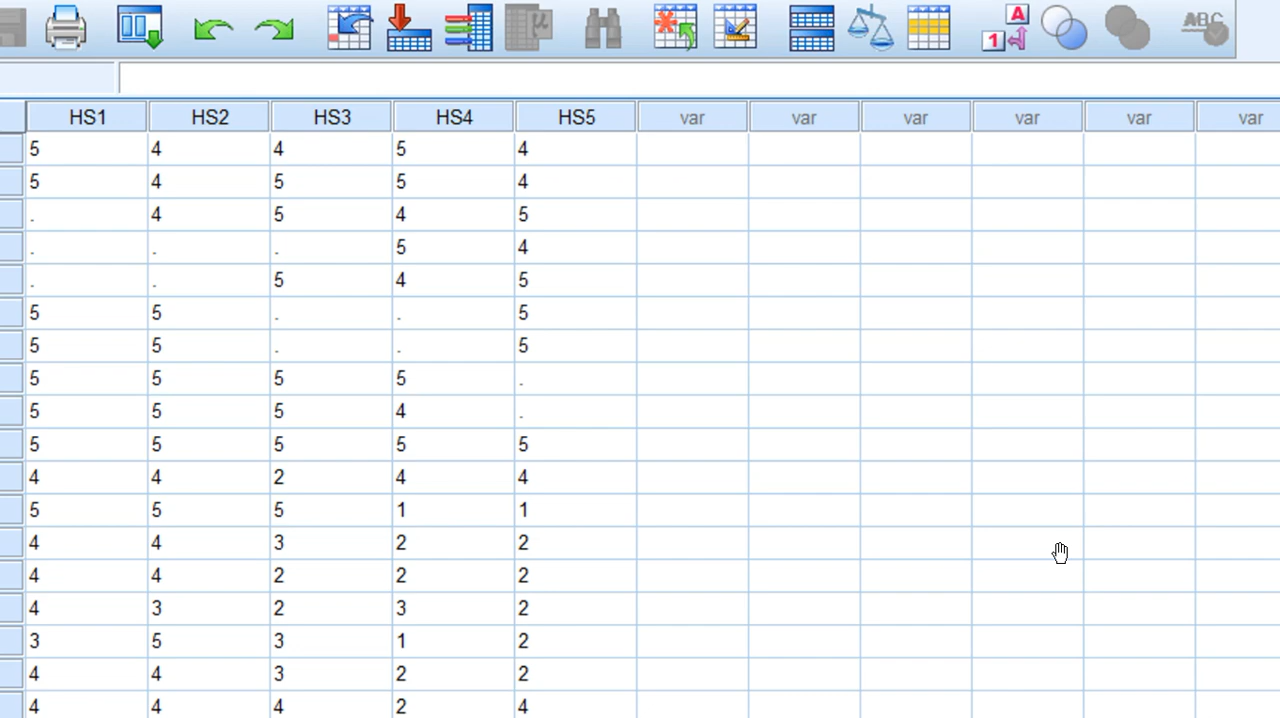 A
1
ABC
HS1 HS2 HS3 HS4 HS5 var var var var var var
5 4 4 5 4
5 4 5 5 4
. 4 5 4 5
. . . 5 4
. . 5 4 5
5 5 . . 5
5 5 . . 5
5 5 5 5 .
5 5 5 4 .
5 5 5 5 5
4 4 2 4 4
5 5 5 1 1
4 4 3 2 2
4 4 2 2 2
4 3 2 3 2
3 5 3 1 2
4 4 3 2 2
4 4 4 2 4